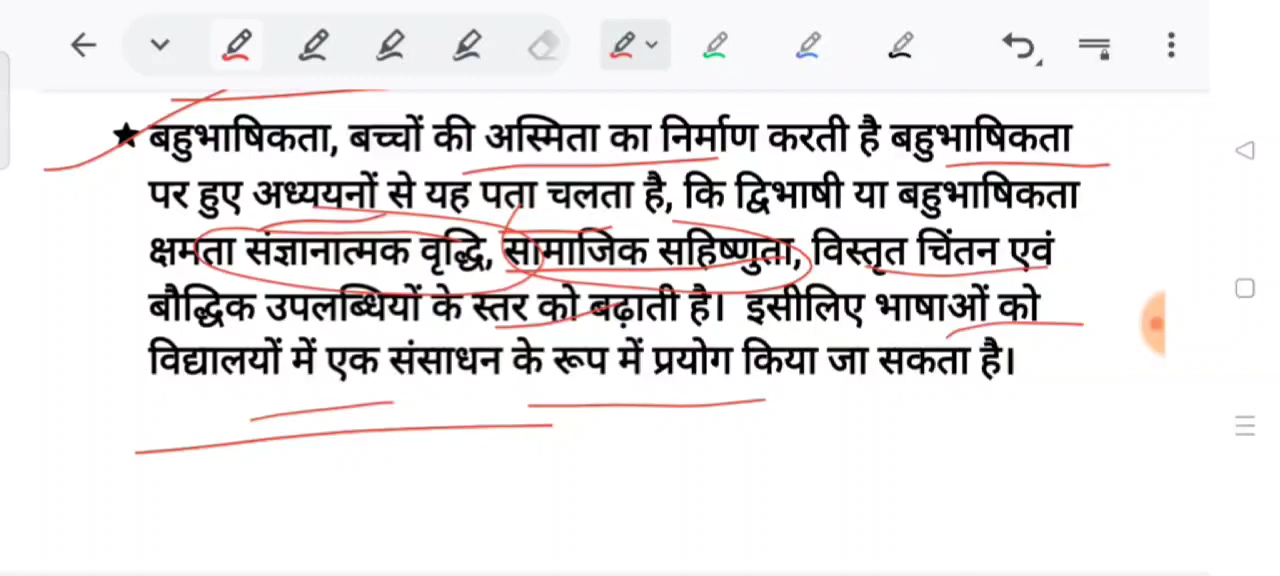 ★ बहुभाषिकता, बच्चों की अस्मिता का निर्माण करती है बहुभाषिकता
पर हुए अध्ययनों से यह पता चलता है, कि द्विभाषी या बहुभाषिकता
क्षमता संज्ञानात्मक वृद्धि, सामाजिक सहिष्णुता, विस्तृत चिंतन एवं
बौद्धिक उपलब्धियों के स्तर को बढ़ाती है। इसीलिए भाषाओं को
विद्यालयों में एक संसाधन के रूप में प्रयोग किया जा सकता है।